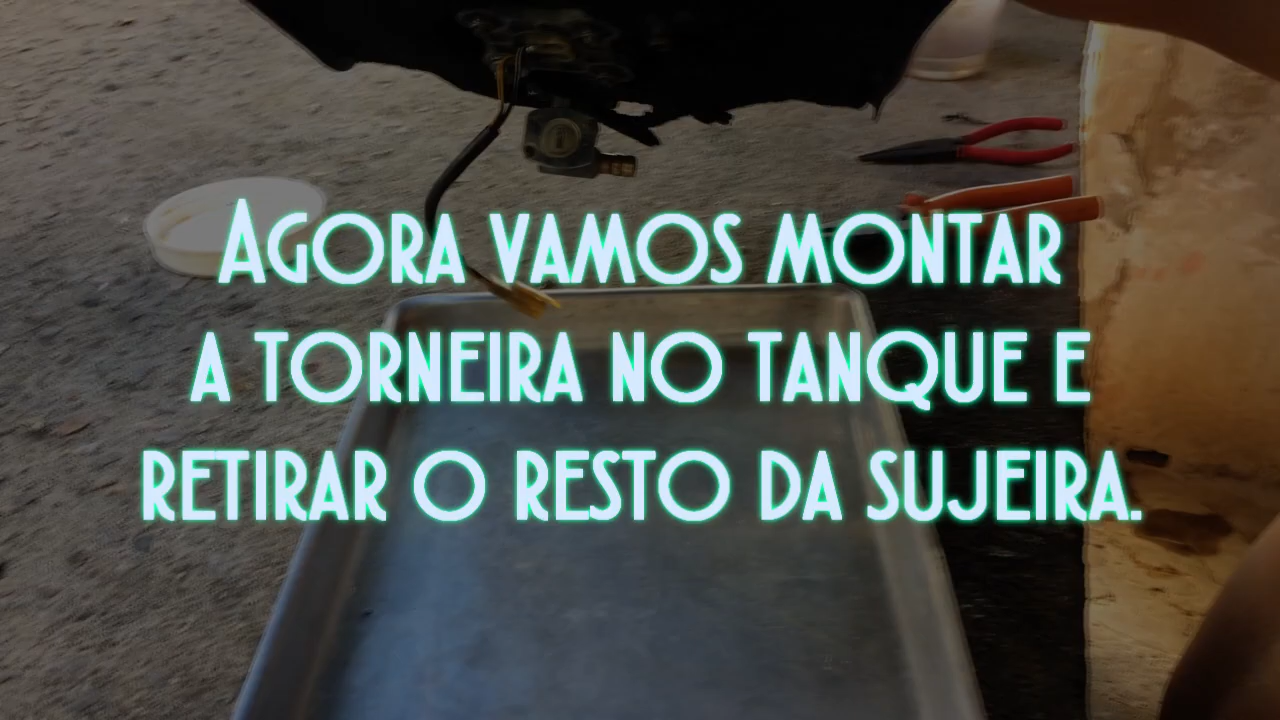 Agora vamos montar
a torneira no tanque e
retirar o resto da sujeira.